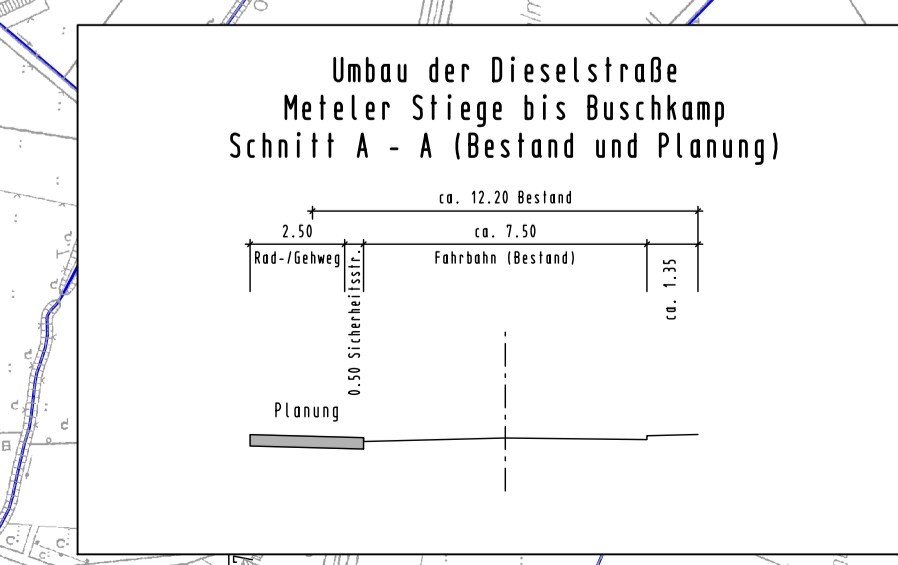 Umbau der Dieselstraße
Meteler Stiege bis Buschkamp
Schnitt A - A (Bestand und Planung)
ca. 12.20 Bestand
2.50
ca. 7.50
Rad-/Gehweg
0.50 Sicherheitsstr.
Fahrbahn (Bestand)
ca. 1.35
Planung